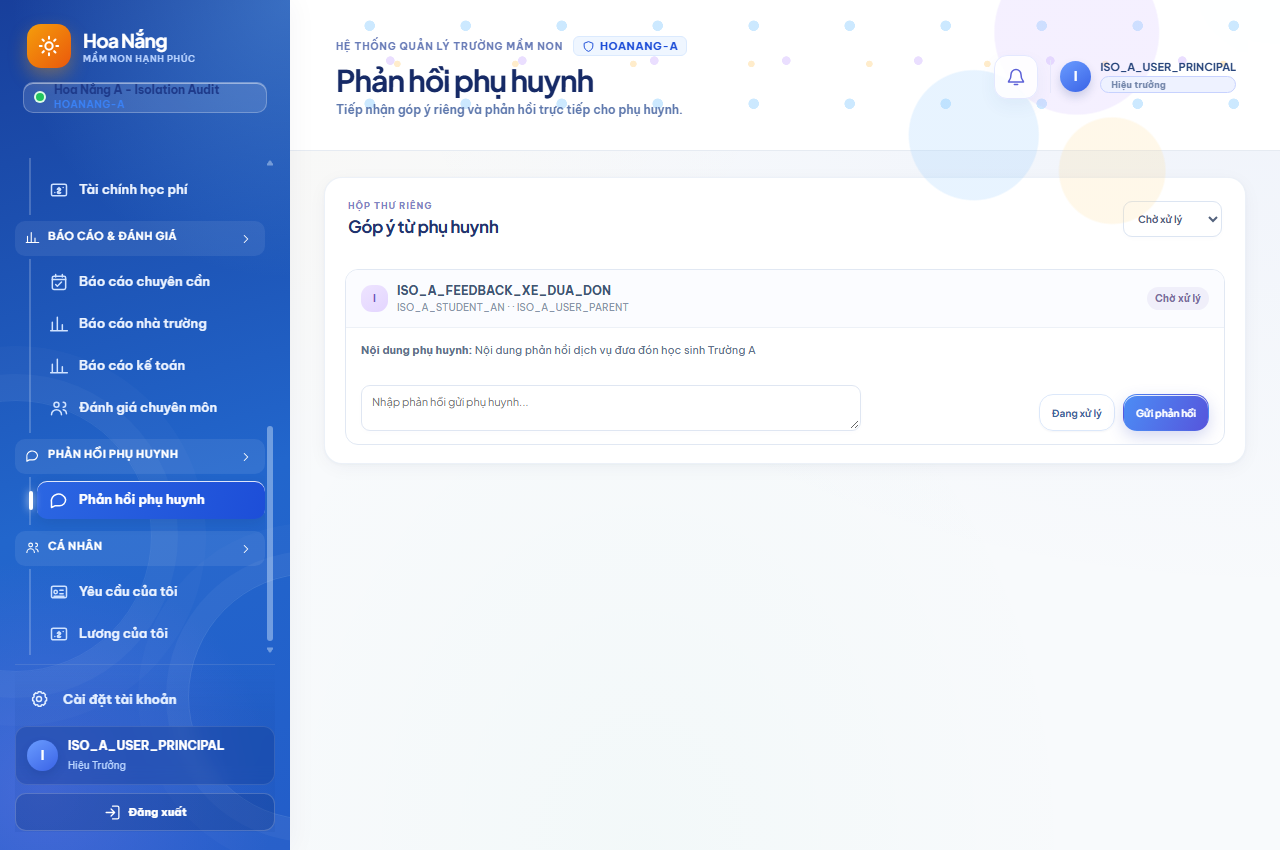 Hoa Nắng
MẦM NON HẠNH PHÚC
Hoa Nắng A - Isolation Audit
HOANANG-A
Tài chính học phí
BÁO CÁO & ĐÁNH GIÁ
Báo cáo chuyên cần
Báo cáo nhà trường
Báo cáo kế toán
Đánh giá chuyên môn
PHẢN HỒI PHỤ HUYNH
Phản hồi phụ huynh
CÁ NHÂN
Yêu cầu của tôi
Lương của tôi
Cài đặt tài khoản
I
ISO_A_USER_PRINCIPAL
Hiệu Trưởng
Đăng xuất
HỆ THỐNG QUẢN LÝ TRƯỜNG MẦM NON
HOANANG-A
Phản hồi phụ huynh
Tiếp nhận góp ý riêng và phản hồi trực tiếp cho phụ huynh.
I
ISO_A_USER_PRINCIPAL
Hiệu trưởng
HỘP THƯ RIÊNG
Góp ý từ phụ huynh
Chờ xử lý
I
ISO_A_FEEDBACK_XE_DUA_DON
ISO_A_STUDENT_AN · · ISO_A_USER_PARENT
Chờ xử lý
Nội dung phụ huynh: Nội dung phản hồi dịch vụ đưa đón học sinh Trường A
Nhập phản hồi gửi phụ huynh...
Đang xử lý
Gửi phản hồi